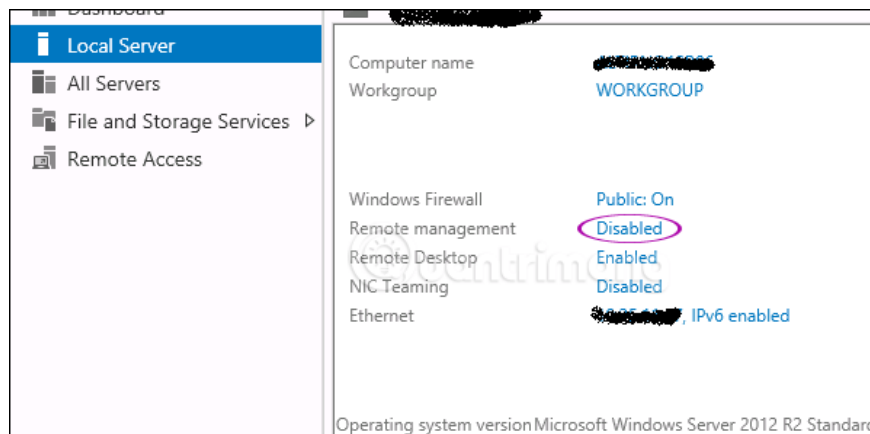 Dashboard
Local Server
All Servers
File and Storage Services
Remote Access
Computer name
Workgroup WORKGROUP
Windows Firewall Public: On
Remote management Disabled
Remote Desktop Enabled
NIC Teaming Disabled
Ethernet , IPv6 enabled
Operating system version Microsoft Windows Server 2012 R2 Standard